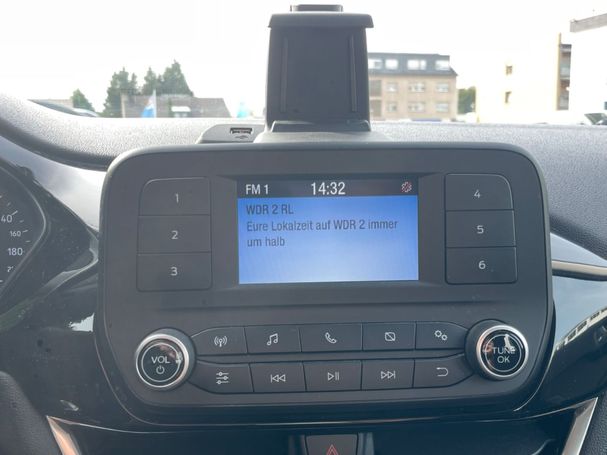 FM 1 14:32
WDR 2 RL
Eure Lokalzeit auf WDR 2 immer
um halb
1
2
3
4
5
6
VOL
TUNE
OK
40
160
180